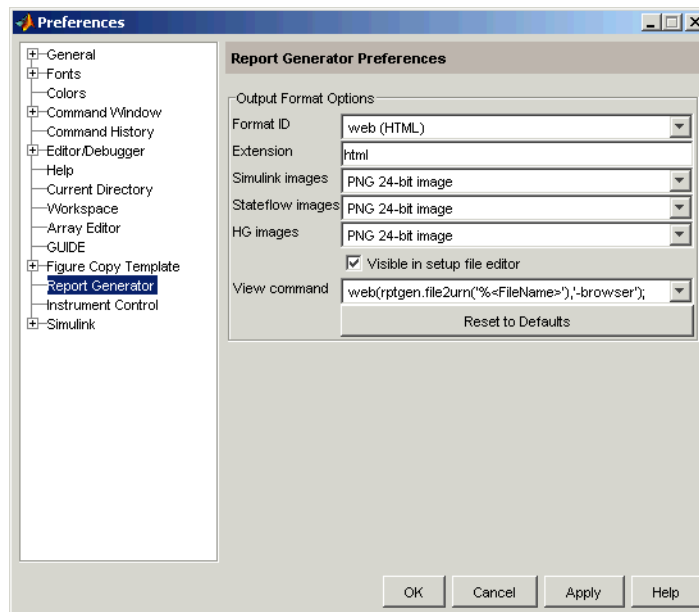 Preferences
General
Fonts
Colors
Command Window
Command History
Editor/Debugger
Help
Current Directory
Workspace
Array Editor
GUIDE
Figure Copy Template
Report Generator
Instrument Control
Simulink
Report Generator Preferences
Output Format Options
Format ID web (HTML)
Extension html
Simulink images PNG 24-bit image
Stateflow images PNG 24-bit image
HG images PNG 24-bit image
Visible in setup file editor
View command web(rptgen.file2urn('%<FileName>'),'-browser');
Reset to Defaults
OK Cancel Apply Help